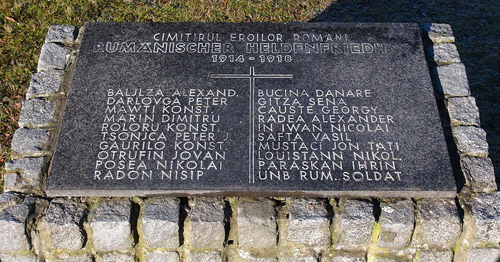 CIMITIRUL EROILOR ROMANI
RUMÄNISCHER HELDENFRIEDHOF
1914 - 1918
BALJLZA ALEXAND.
DARLOVGA PETER
MAWTI KONST.
MARIN DIMITRU
ROLORU KONST.
TSONJCA PETER J.
GAURILO KONST.
OTRUFIN JOVAN
POSEA NIKOLAI
RADON NISIP
BUCINA DANARE
GITZA SENA
CAUSTE GEORGY
RADEA ALEXANDER
IN IWAN NICOLAI
SAFTA VASIL
MUSTACI JON TATI
LOUISTANN NIKOL.
PARASKAN IHRIN
UNB. RUM. SOLDAT